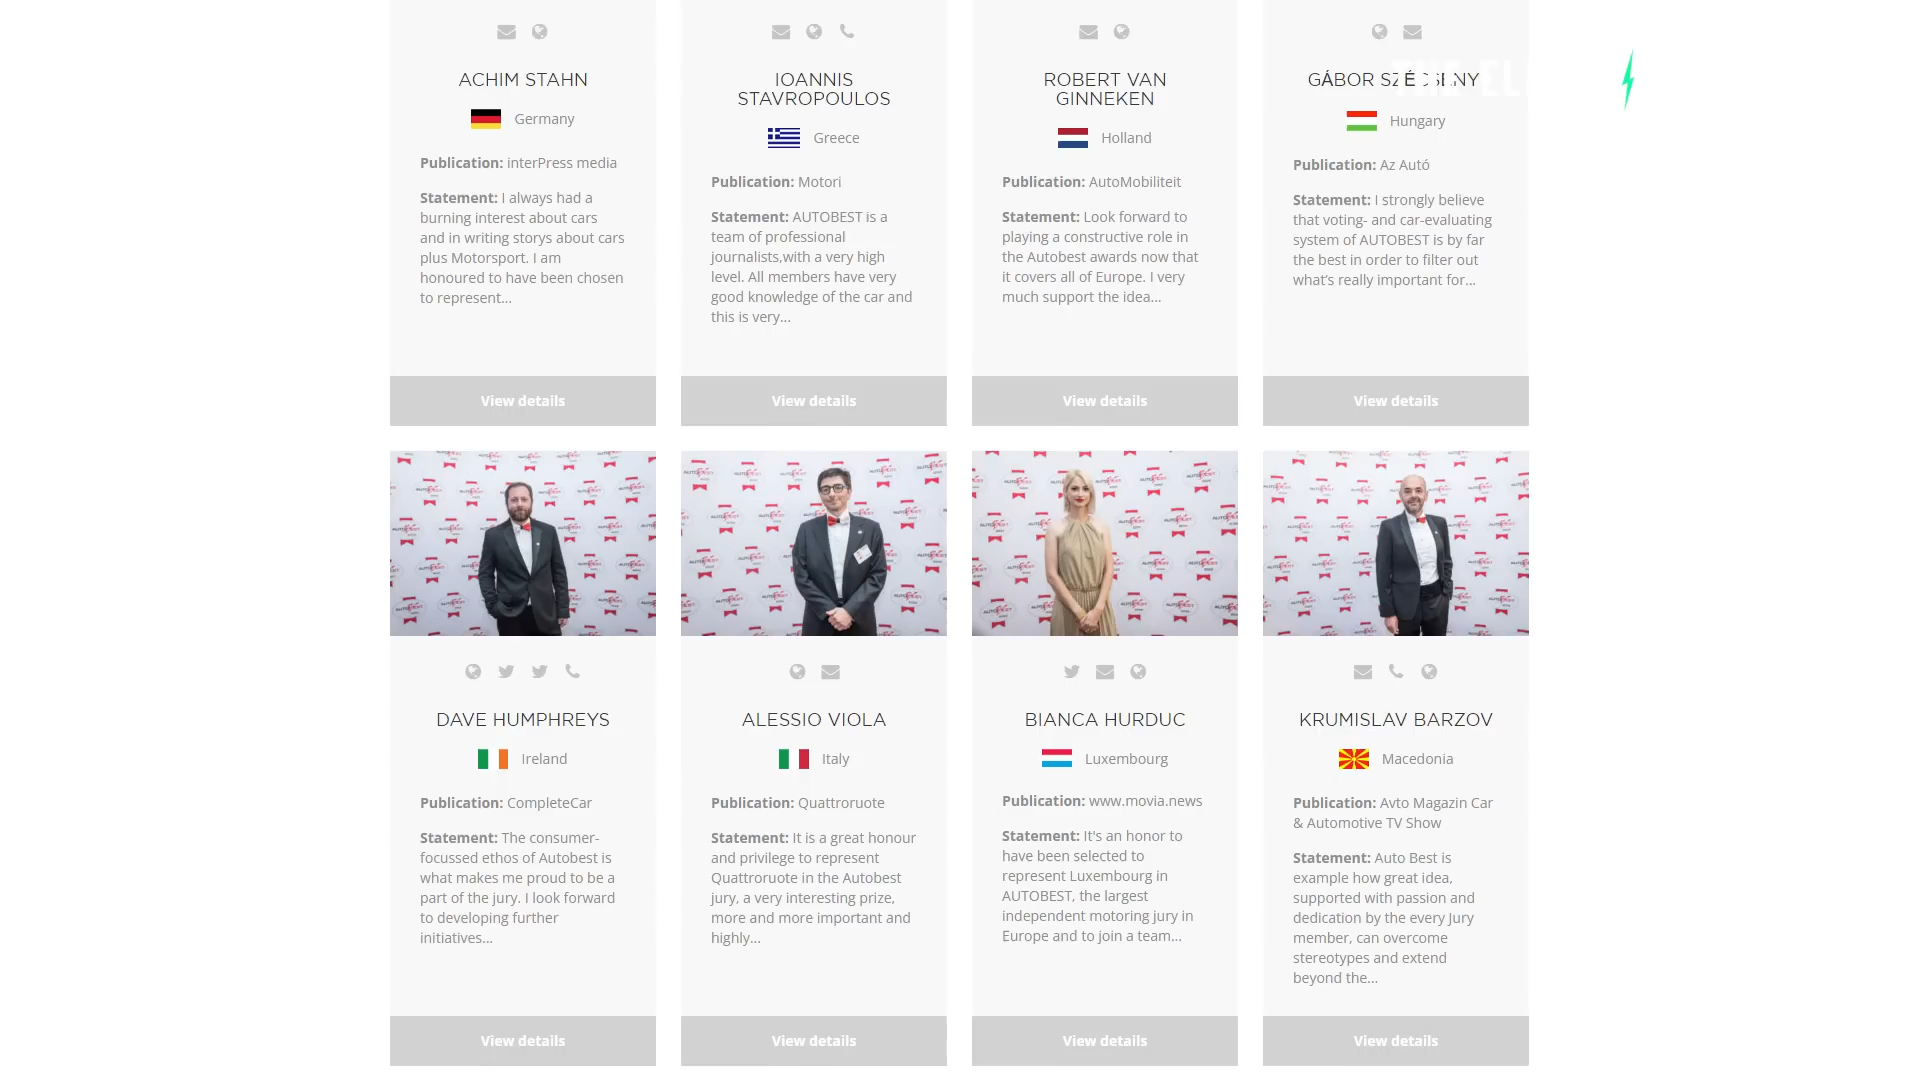 ACHIM STAHN
Germany
Publication: interPress media
Statement: I always had a
burning interest about cars
and in writing storys about cars
plus Motorsport. I am
honoured to have been chosen
to represent...
View details
IOANNIS
STAVROPOULOS
Greece
Publication: Motori
Statement: AUTOBEST is a
team of professional
journalists,with a very high
level. All members have very
good knowledge of the car and
this is very...
View details
ROBERT VAN
GINNEKEN
Holland
Publication: AutoMobiliteit
Statement: Look forward to
playing a constructive role in
the Autobest awards now that
it covers all of Europe. I very
much support the idea...
View details
GÁBOR SZÉCSÉNY
THE EL
Hungary
Publication: Az Autó
Statement: I strongly believe
that voting- and car-evaluating
system of AUTOBEST is by far
the best in order to filter out
what’s really important for...
View details
DAVE HUMPHREYS
Ireland
Publication: CompleteCar
Statement: The consumer-
focussed ethos of Autobest is
what makes me proud to be a
part of the jury. I look forward
to developing further
initiatives...
View details
ALESSIO VIOLA
Italy
Publication: Quattroruote
Statement: It is a great honour
and privilege to represent
Quattroruote in the Autobest
jury, a very interesting prize,
more and more important and
highly...
View details
BIANCA HURDUC
Luxembourg
Publication: www.movia.news
Statement: It's an honor to
have been selected to
represent Luxembourg in
AUTOBEST, the largest
independent motoring jury in
Europe and to join a team...
View details
KRUMISLAV BARZOV
Macedonia
Publication: Avto Magazin Car
& Automotive TV Show
Statement: Auto Best is
example how great idea,
supported with passion and
dedication by the every Jury
member, can overcome
stereotypes and extend
beyond the...
View details